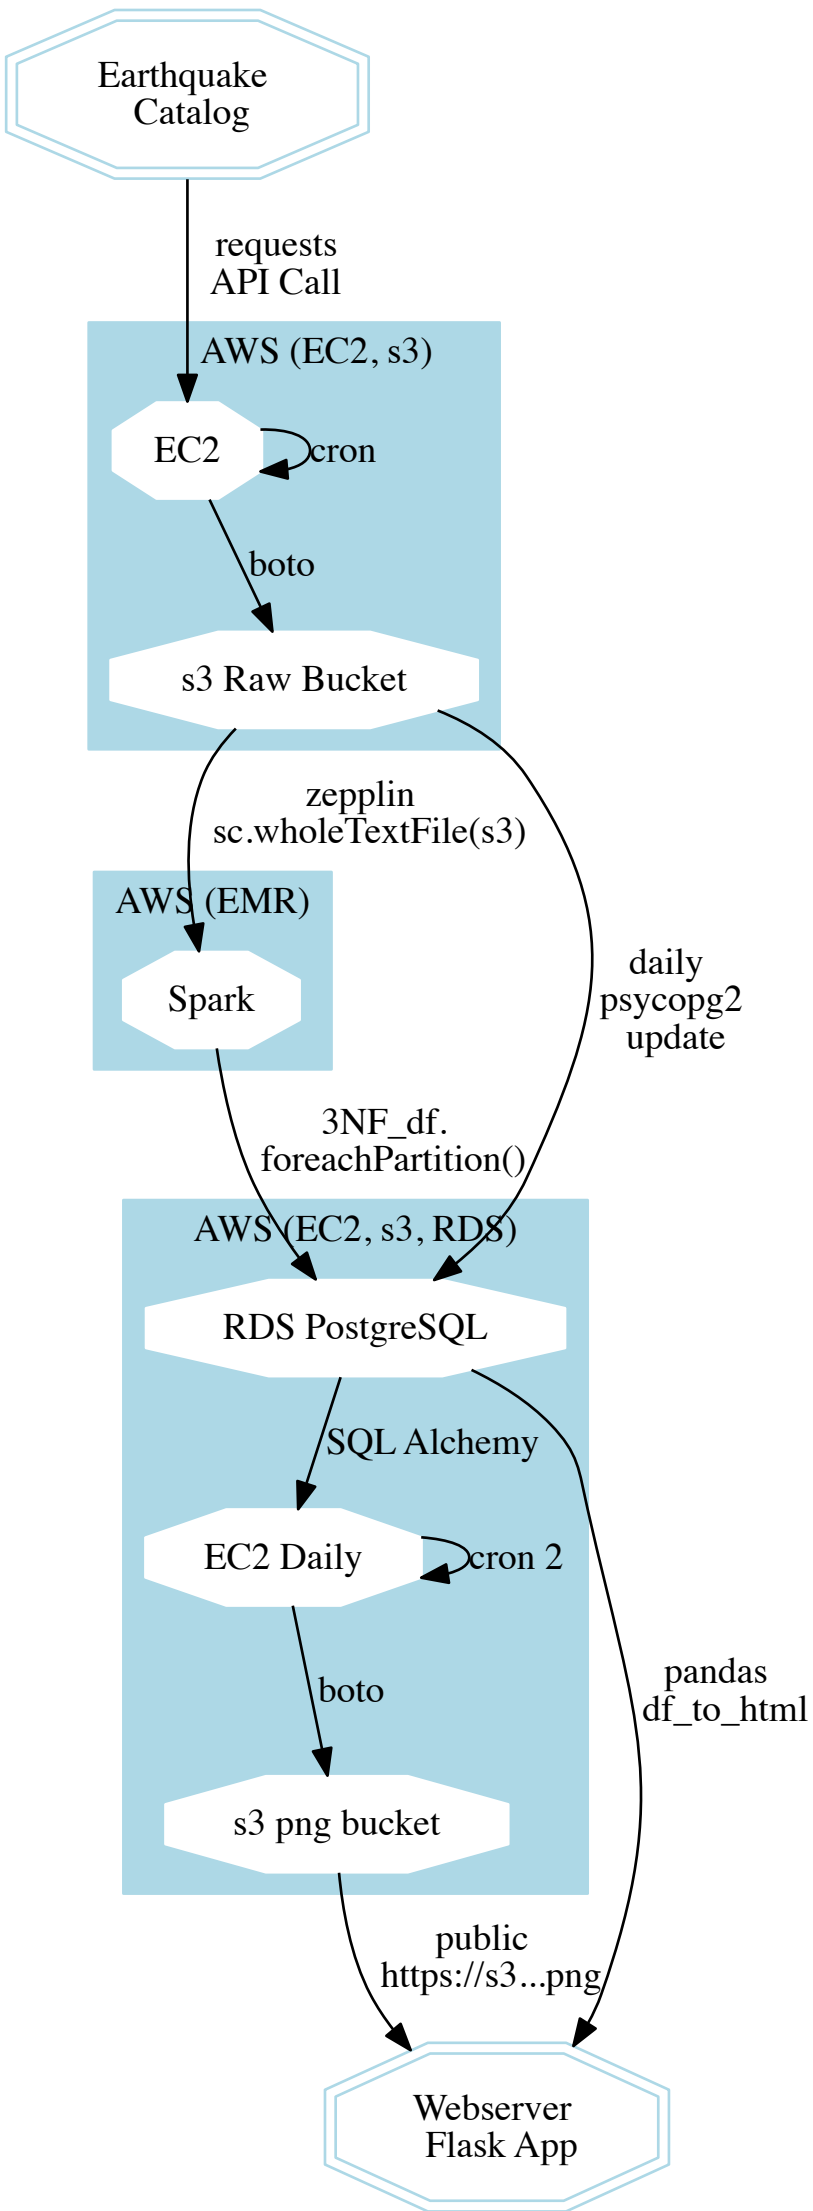 Earthquake
Catalog
requests
API Call
AWS (EC2, s3)
EC2
cron
boto
s3 Raw Bucket
zepplin
sc.wholeTextFile(s3)
AWS (EMR)
Spark
daily
psycopg2
update
3NF_df.
foreachPartition()
AWS (EC2, s3, RDS)
RDS PostgreSQL
SQL Alchemy
EC2 Daily
cron 2
boto
pandas
df_to_html
s3 png bucket
public
https://s3...png
Webserver
Flask App